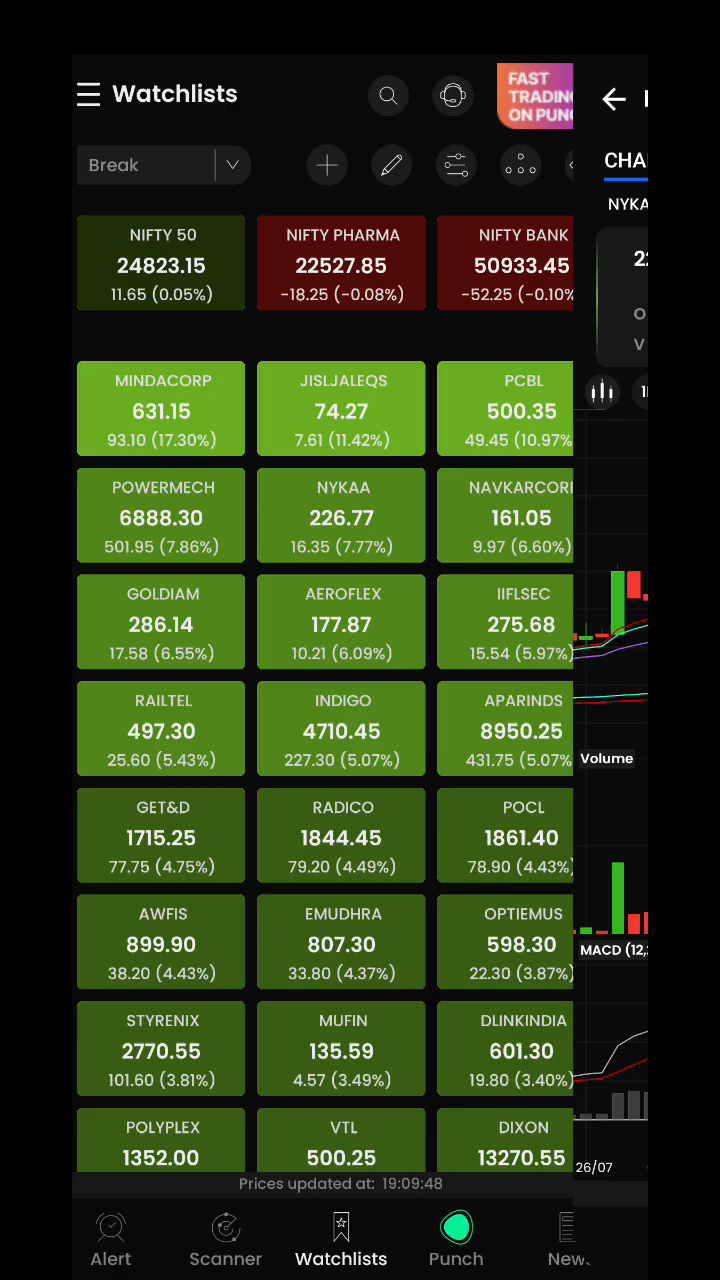 Watchlists
FAST
TRADING
ON PUN
Break
NIFTY 50
24823.15
11.65 (0.05%)
NIFTY PHARMA
22527.85
-18.25 (-0.08%)
NIFTY BANK
50933.45
-52.25 (-0.10%
MINDACORP
631.15
93.10 (17.30%)
JISLJALEQS
74.27
7.61 (11.42%)
PCBL
500.35
49.45 (10.97%
POWERMECH
6888.30
501.95 (7.86%)
NYKAA
226.77
16.35 (7.77%)
NAVKARCORP
161.05
9.97 (6.60%)
GOLDIAM
286.14
17.58 (6.55%)
AEROFLEX
177.87
10.21 (6.09%)
IIFLSEC
275.68
15.54 (5.97%)
RAILTEL
497.30
25.60 (5.43%)
INDIGO
4710.45
227.30 (5.07%)
APARINDS
8950.25
431.75 (5.07%
GET&D
1715.25
77.75 (4.75%)
RADICO
1844.45
79.20 (4.49%)
POCL
1861.40
78.90 (4.43%)
AWFIS
899.90
38.20 (4.43%)
EMUDHRA
807.30
33.80 (4.37%)
OPTIEMUS
598.30
22.30 (3.87%)
STYRENIX
2770.55
101.60 (3.81%)
MUFIN
135.59
4.57 (3.49%)
DLINKINDIA
601.30
19.80 (3.40%)
POLYPLEX
1352.00
VTL
500.25
DIXON
13270.55
Prices updated at: 19:09:48
Alert
Scanner
Watchlists
Punch
New
CHA
NYKA
22
O
V
Volume
MACD (12,
26/07